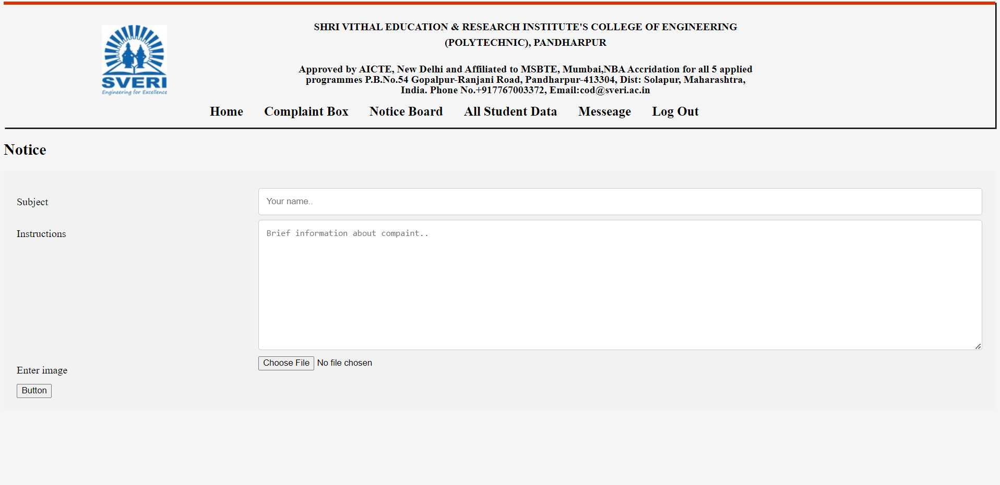 SVERI
Engineering for Excellence
SHRI VITHAL EDUCATION & RESEARCH INSTITUTE'S COLLEGE OF ENGINEERING
(POLYTECHNIC), PANDHARPUR
Approved by AICTE, New Delhi and Affiliated to MSBTE, Mumbai,NBA Accridation for all 5 applied
programmes P.B.No.54 Gopalpur-Ranjani Road, Pandharpur-413304, Dist: Solapur, Maharashtra,
India. Phone No.+917767003372, Email:cod@sveri.ac.in
Home Complaint Box Notice Board All Student Data Messeage Log Out
Notice
Subject Your name..
Instructions Brief information about compaint..
Choose File No file chosen
Enter image
Button